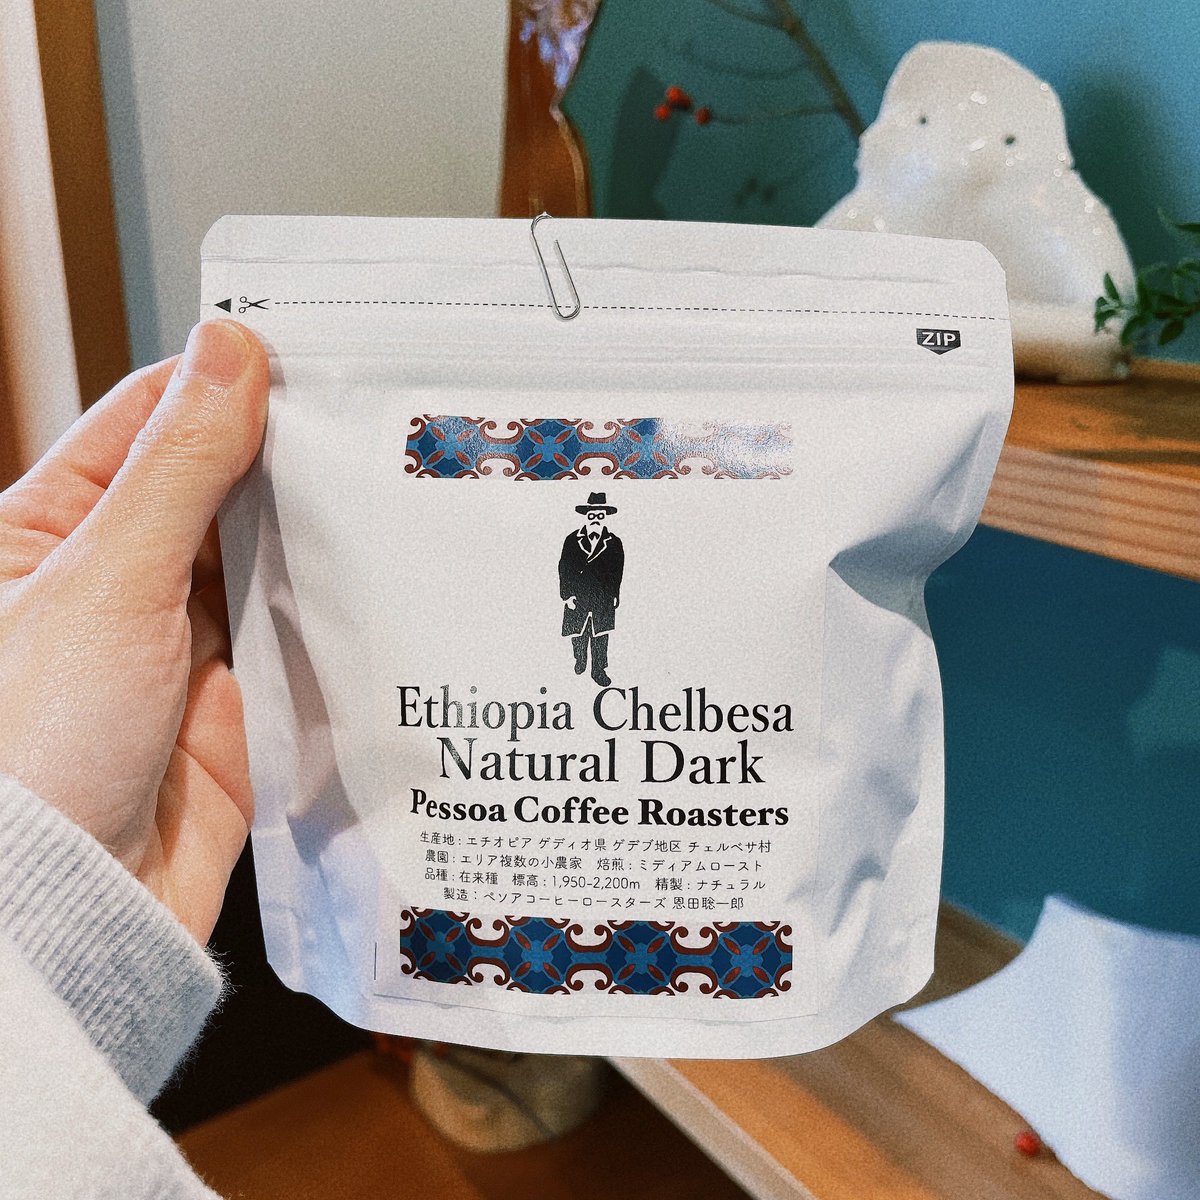 ZIP
Ethiopia Chelbesa
Natural Dark
Pessoa Coffee Roasters
生産地 : エチオピア ゲディオ県 ゲデブ地区 チェルベサ村
農園 : エリア複数の小農家　焙煎 : ミディアムロースト
品種 : 在来種　標高 : 1,950-2,200m　精製 : ナチュラル
製造 : ペソアコーヒーロースターズ 恩田聡一郎